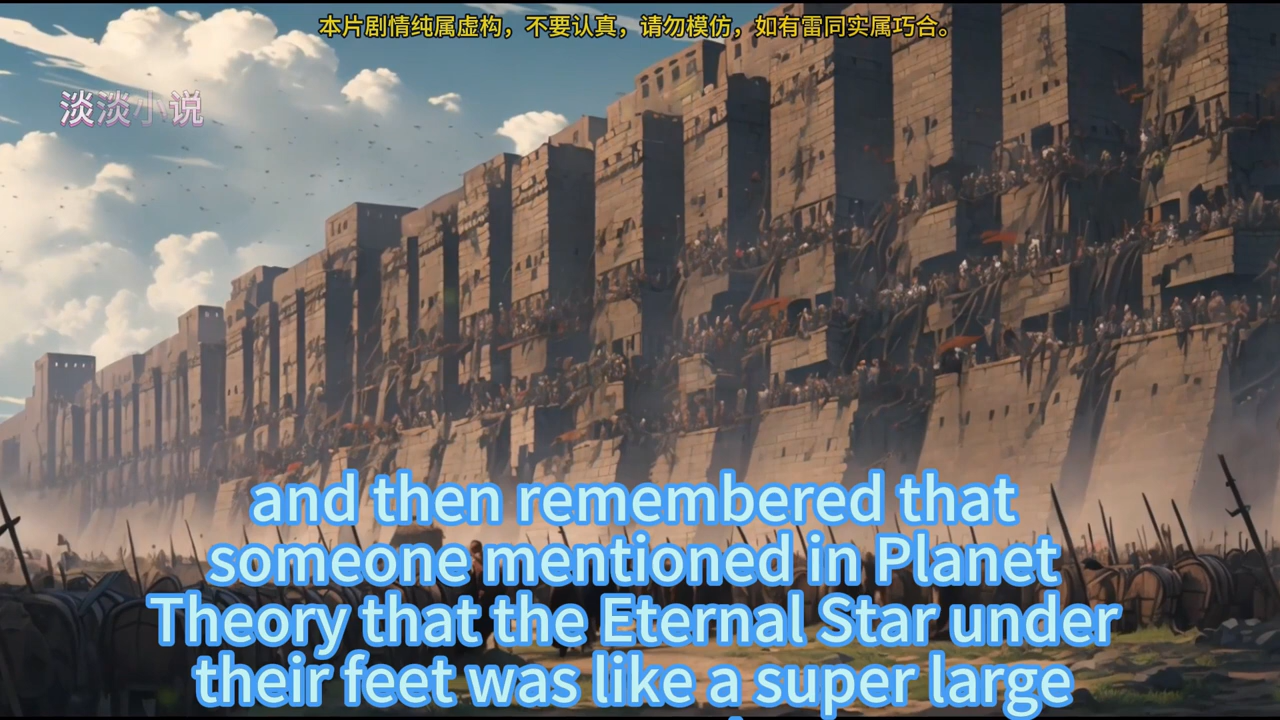 本片剧情纯属虚构，不要认真，请勿模仿，如有雷同实属巧合。
淡淡小说
and then remembered that
someone mentioned in Planet
Theory that the Eternal Star under
their feet was like a super large